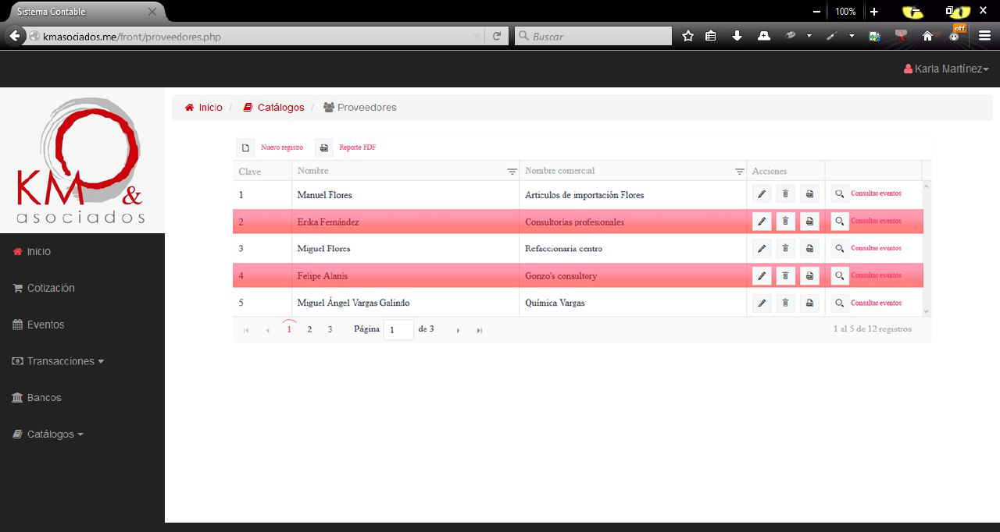 Sistema Contable
100%
kmasociados.me/front/proveedores.php
Buscar
off
Karla Martínez
KM &
asociados
Inicio / Catálogos / Proveedores
Nuevo registro Reporte PDF
Clave Nombre Nombre comercial Acciones
1 Manuel Flores Articulos de importación Flores Consultar eventos
2 Erika Fernández Consultorias profesionales Consultar eventos
3 Miguel Flores Refaccionaria centro Consultar eventos
4 Felipe Alanis Gonzo's consultory Consultar eventos
5 Miguel Ángel Vargas Galindo Química Vargas Consultar eventos
1 2 3 Página 1 de 3 1 al 5 de 12 registros
Inicio
Cotización
Eventos
Transacciones
Bancos
Catálogos